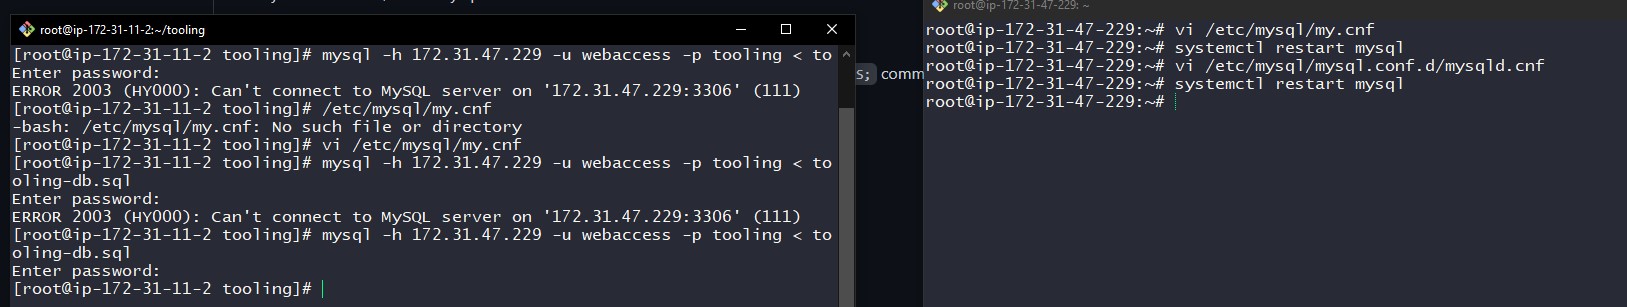 root@ip-172-31-11-2:~/tooling
[root@ip-172-31-11-2 tooling]# mysql -h 172.31.47.229 -u webaccess -p tooling < to
Enter password:
ERROR 2003 (HY000): Can't connect to MySQL server on '172.31.47.229:3306' (111)
[root@ip-172-31-11-2 tooling]# /etc/mysql/my.cnf
-bash: /etc/mysql/my.cnf: No such file or directory
[root@ip-172-31-11-2 tooling]# vi /etc/mysql/my.cnf
[root@ip-172-31-11-2 tooling]# mysql -h 172.31.47.229 -u webaccess -p tooling < to
oling-db.sql
Enter password:
ERROR 2003 (HY000): Can't connect to MySQL server on '172.31.47.229:3306' (111)
[root@ip-172-31-11-2 tooling]# mysql -h 172.31.47.229 -u webaccess -p tooling < to
oling-db.sql
Enter password:
[root@ip-172-31-11-2 tooling]#
s; comm
root@ip-172-31-47-229: ~
root@ip-172-31-47-229:~# vi /etc/mysql/my.cnf
root@ip-172-31-47-229:~# systemctl restart mysql
root@ip-172-31-47-229:~# vi /etc/mysql/mysql.conf.d/mysqld.cnf
root@ip-172-31-47-229:~# systemctl restart mysql
root@ip-172-31-47-229:~#